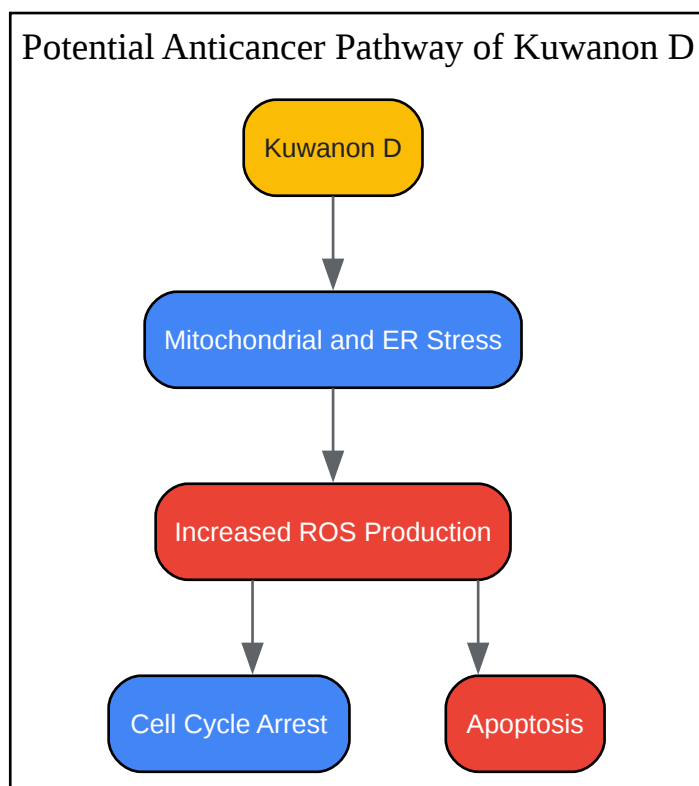 Potential Anticancer Pathway of Kuwanon D
Kuwanon D
Mitochondrial and ER Stress
Increased ROS Production
Cell Cycle Arrest
Apoptosis